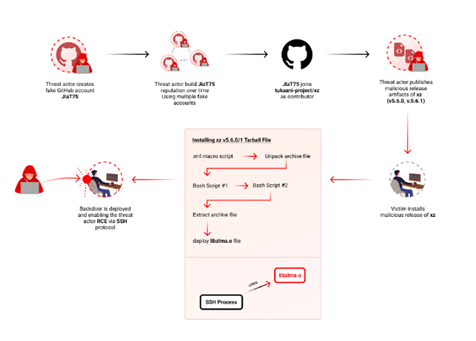 Threat actor creates
fake GitHub account
JiaT75
Threat actor build JiaT75
reputation over time
Using multiple fake
accounts
JiaT75 joins
tukaani-project/xz
as contributor
Threat actor publishes
malicious release
artifacts of xz
(v5.6.0, v.5.6.1)
Installing xz v5.6.0/1 Tarball File
.m4 macro script
Unpack archive file
Bash Script #1
Bash Script #2
Extract archive file
deploy liblzma.o file
Uses
liblzma.o
SSH Process
Backdoor is deployed
and enabling the threat
actor RCE via SSH
protocol
Victim installs
malicious release of xz